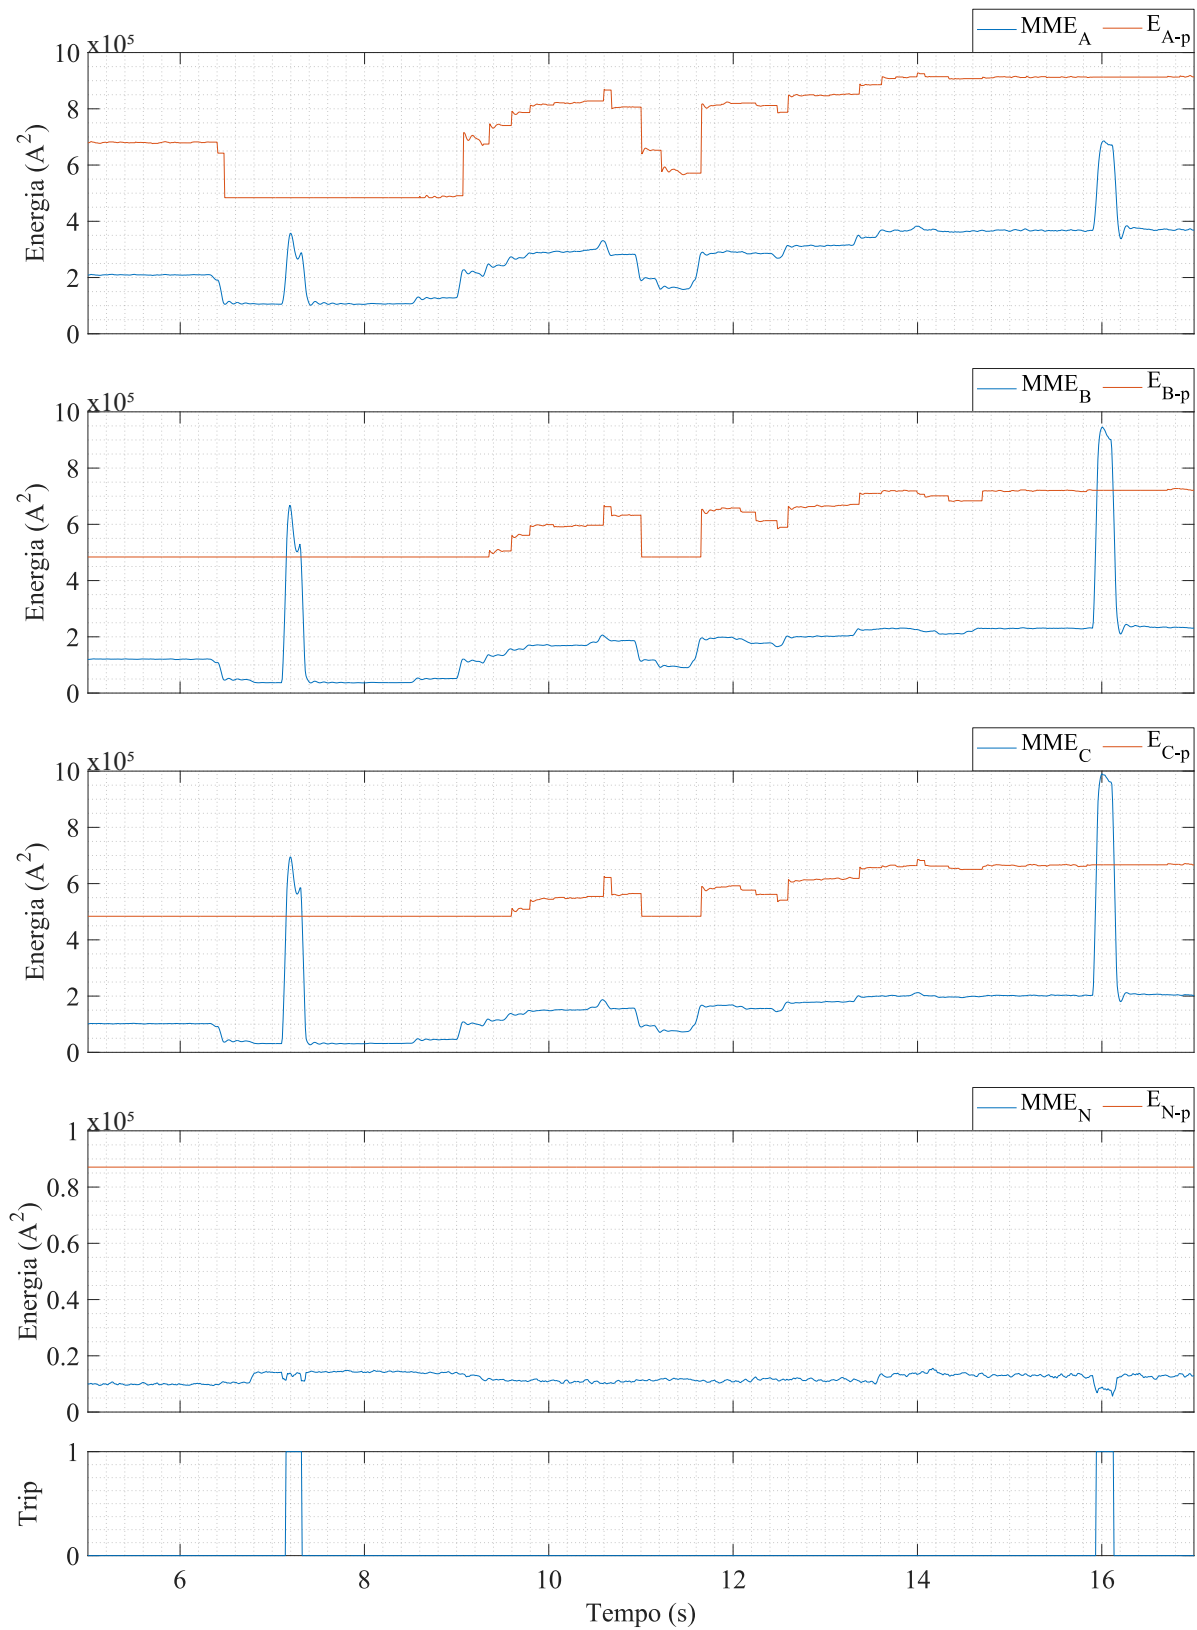 MME_A E_A-p
x10⁵
10
8
6
4
2
0
Energia (A²)
MME_B E_B-p
x10⁵
10
8
6
4
2
0
Energia (A²)
MME_C E_C-p
x10⁵
10
8
6
4
2
0
Energia (A²)
MME_N E_N-p
x10⁵
1
0.8
0.6
0.4
0.2
0
Energia (A²)
1
0
Trip
6 8 10 12 14 16
Tempo (s)